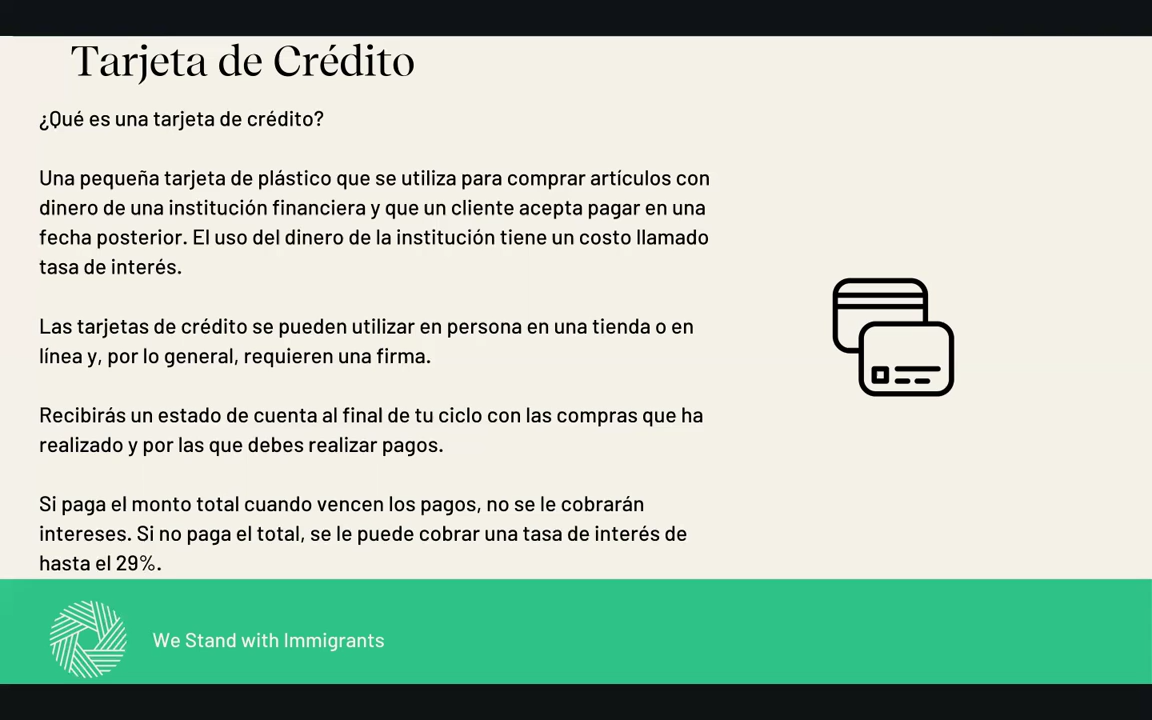 Tarjeta de Crédito
¿Qué es una tarjeta de crédito?
Una pequeña tarjeta de plástico que se utiliza para comprar artículos con
dinero de una institución financiera y que un cliente acepta pagar en una
fecha posterior. El uso del dinero de la institución tiene un costo llamado
tasa de interés.
Las tarjetas de crédito se pueden utilizar en persona en una tienda o en
línea y, por lo general, requieren una firma.
Recibirás un estado de cuenta al final de tu ciclo con las compras que ha
realizado y por las que debes realizar pagos.
Si paga el monto total cuando vencen los pagos, no se le cobrarán
intereses. Si no paga el total, se le puede cobrar una tasa de interés de
hasta el 29%.
We Stand with Immigrants